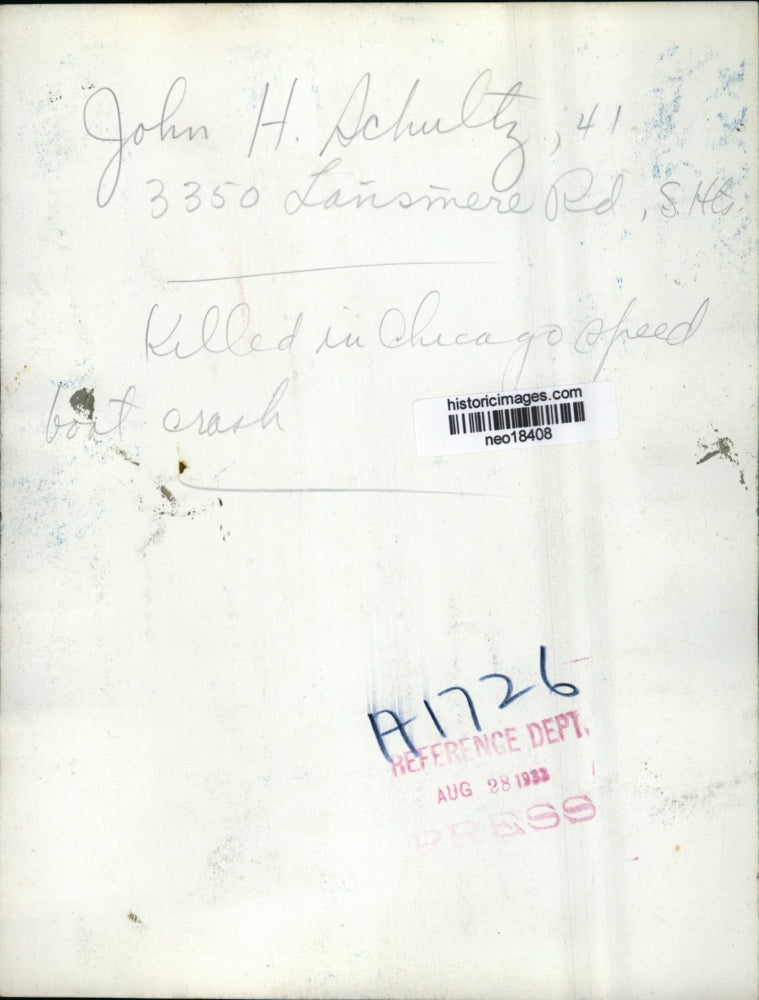 John H. Schultz, 41
3350 Lansmere Rd, S. Hts.
Killed in Chicago speed
boat crash
historicimages.com
neo18408
A1726
REFERENCE DEPT.
AUG 28 1933
PRESS